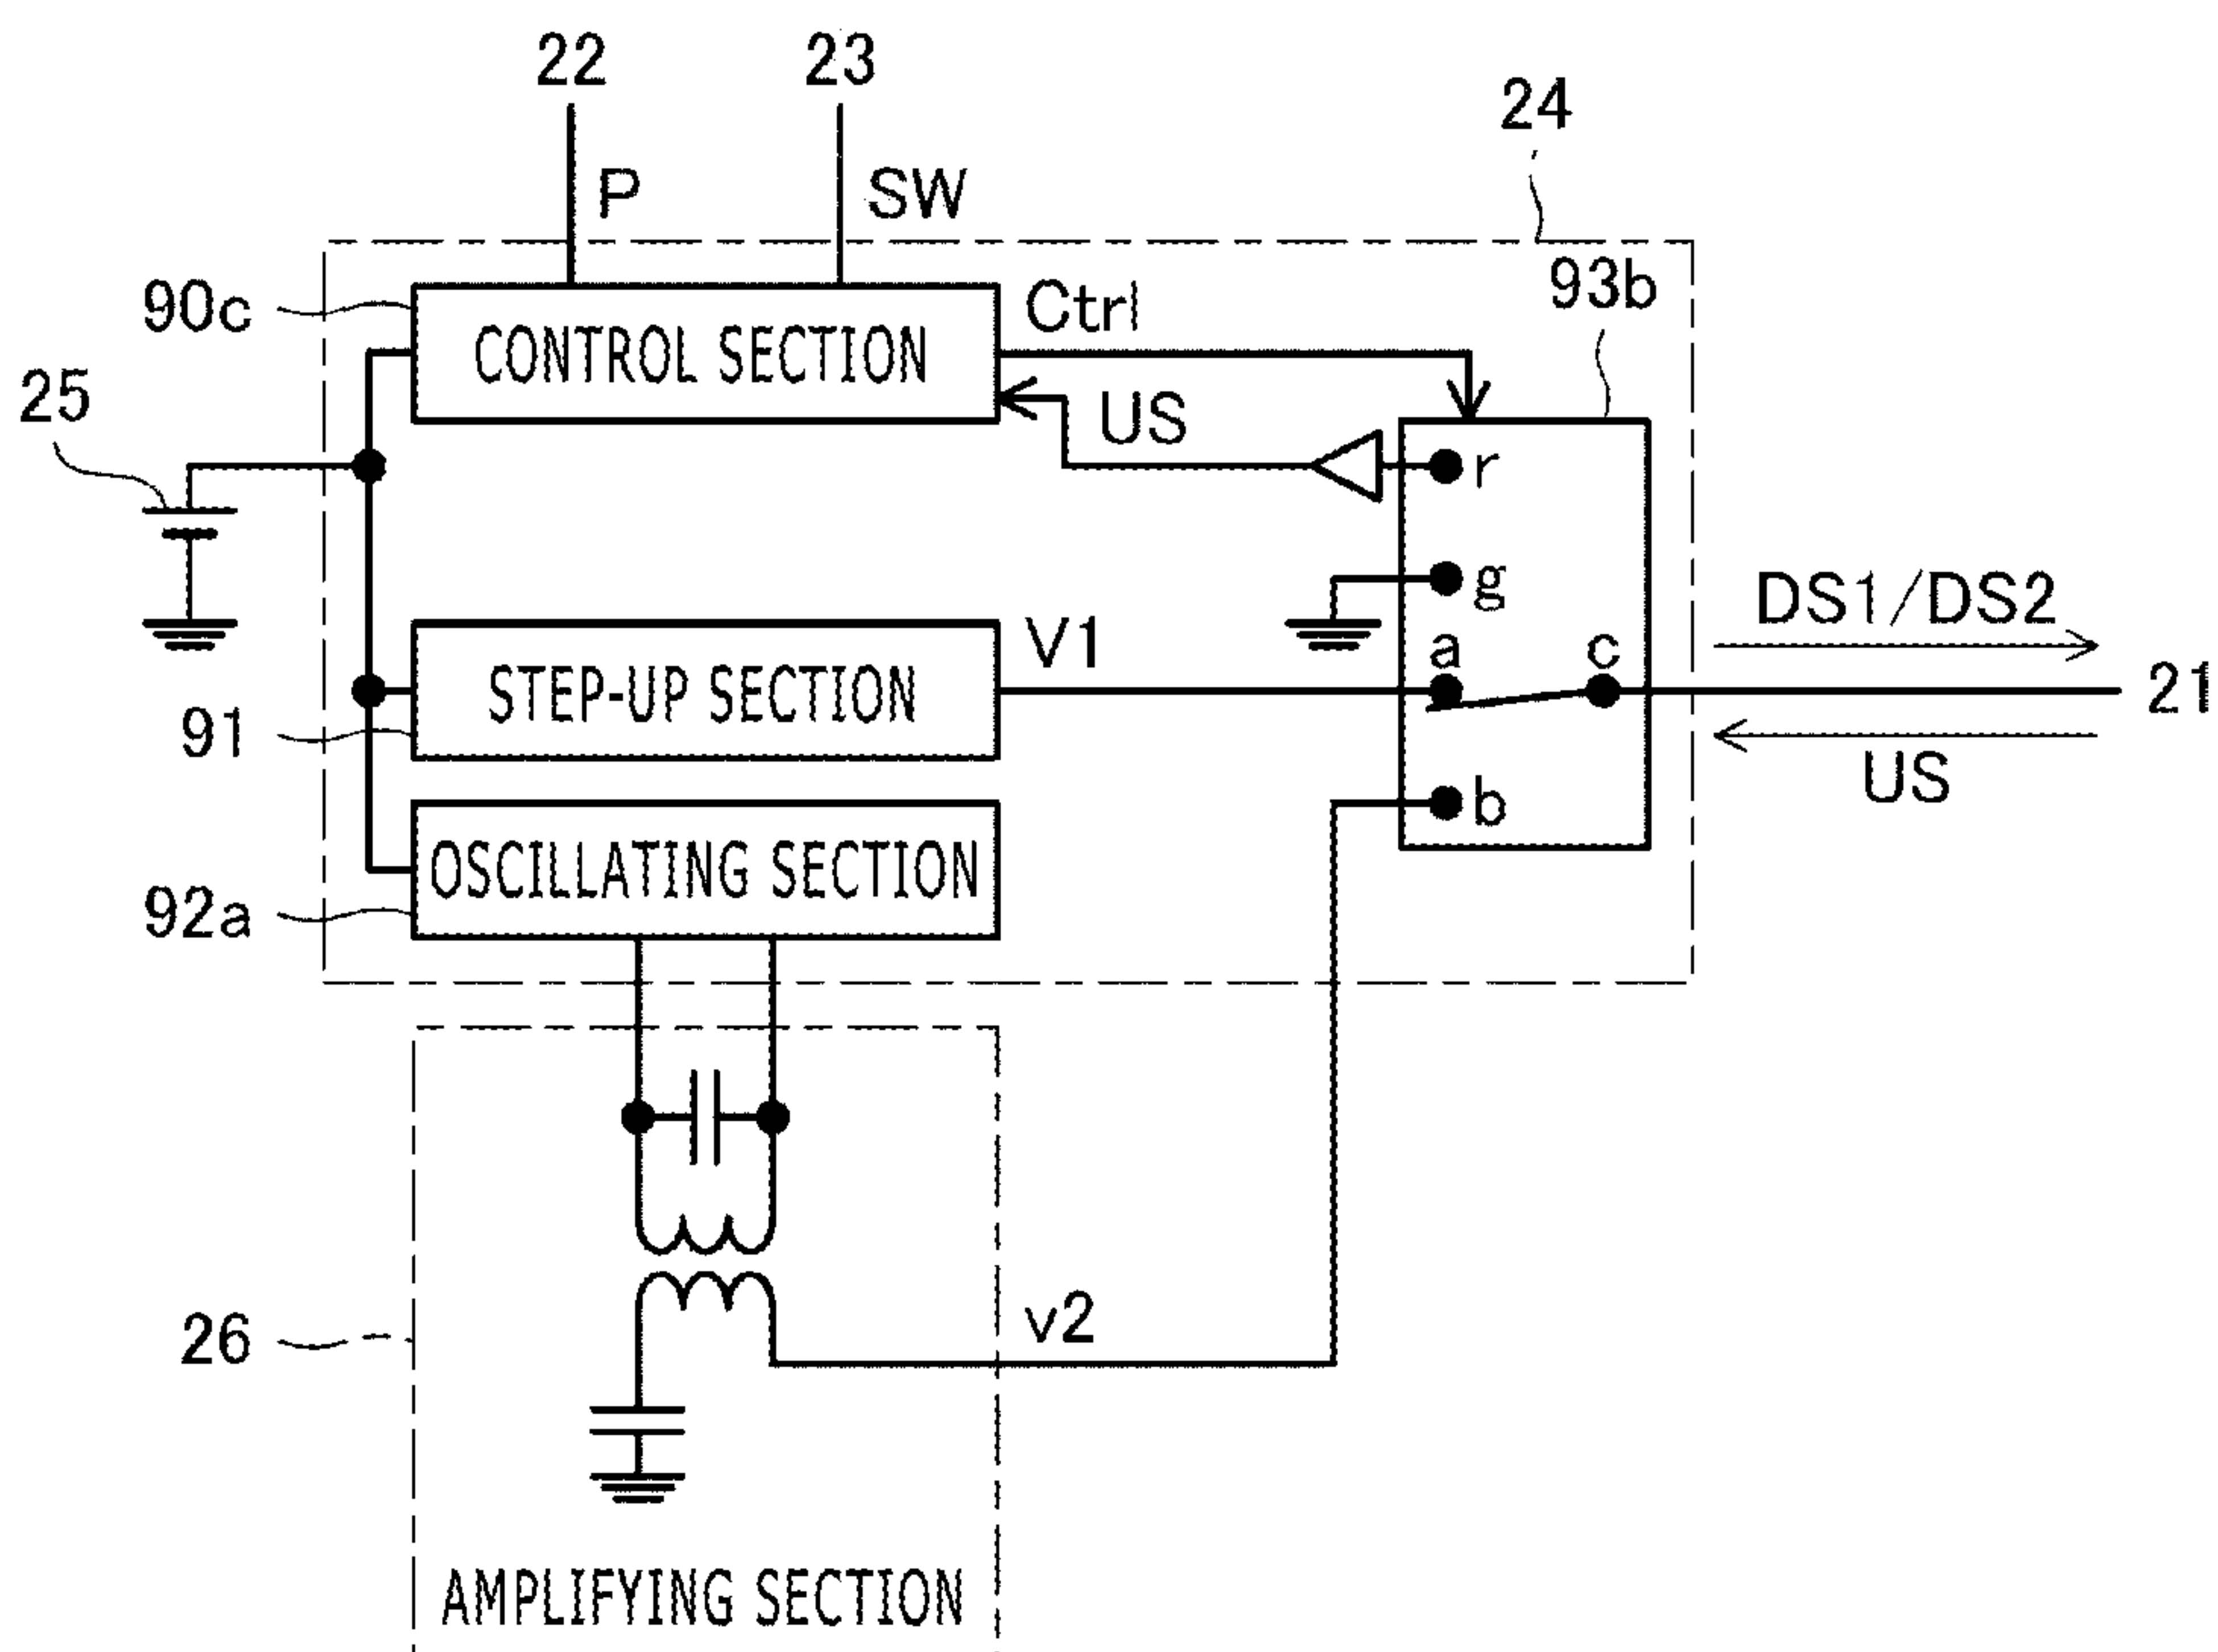 22
23
24
P
SW
90c
CONTROL SECTION
Ctrl
93b
25
US
r
g
DS1/DS2
V1
a
c
STEP-UP SECTION
21
91
US
b
OSCILLATING SECTION
92a
26
v2
AMPLIFYING SECTION